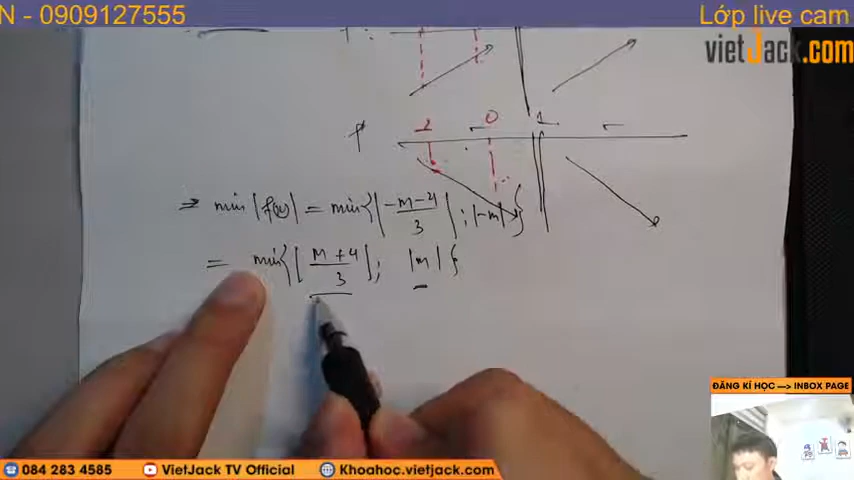 N - 0909127555
Lớp live cam
vietJack.com
0 1
⇒ min |f(x)| = min{ |(-m-4)/3| ; |-m| }
= min{ |(m+4)/3| ; |m| }
ĐĂNG KÍ HỌC ---> INBOX PAGE
084 283 4585 VietJack TV Official Khoahoc.vietjack.com